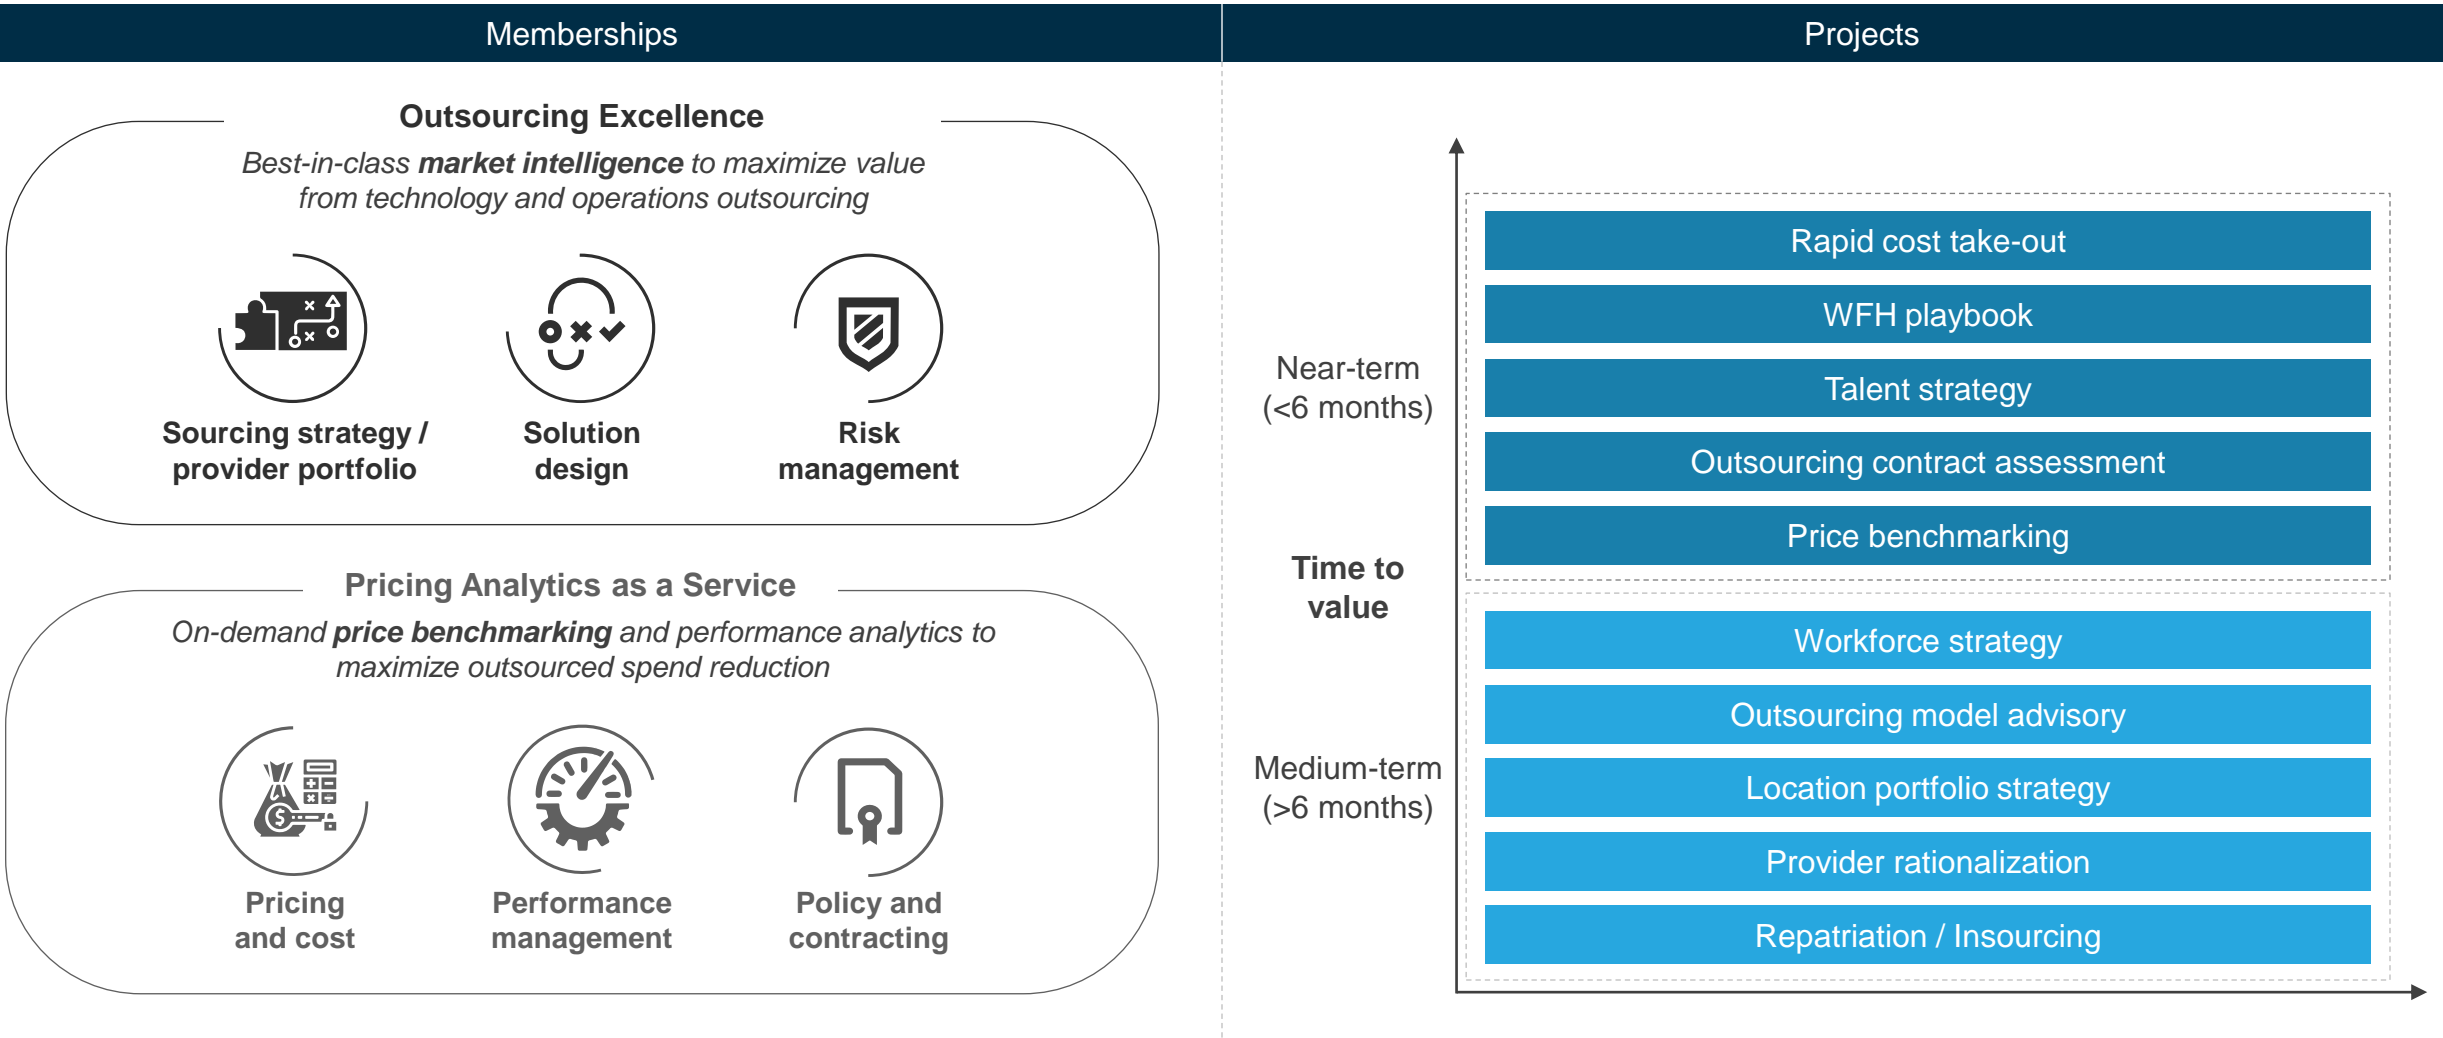 Memberships
Outsourcing Excellence
Best-in-class market intelligence to maximize value
from technology and operations outsourcing
Sourcing strategy /
provider portfolio
Solution
design
Risk
management
Pricing Analytics as a Service
On-demand price benchmarking and performance analytics to
maximize outsourced spend reduction
Pricing
and cost
Performance
management
Policy and
contracting
Projects
Time to
value
Near-term
(<6 months)
Rapid cost take-out
WFH playbook
Talent strategy
Outsourcing contract assessment
Price benchmarking
Medium-term
(>6 months)
Workforce strategy
Outsourcing model advisory
Location portfolio strategy
Provider rationalization
Repatriation / Insourcing